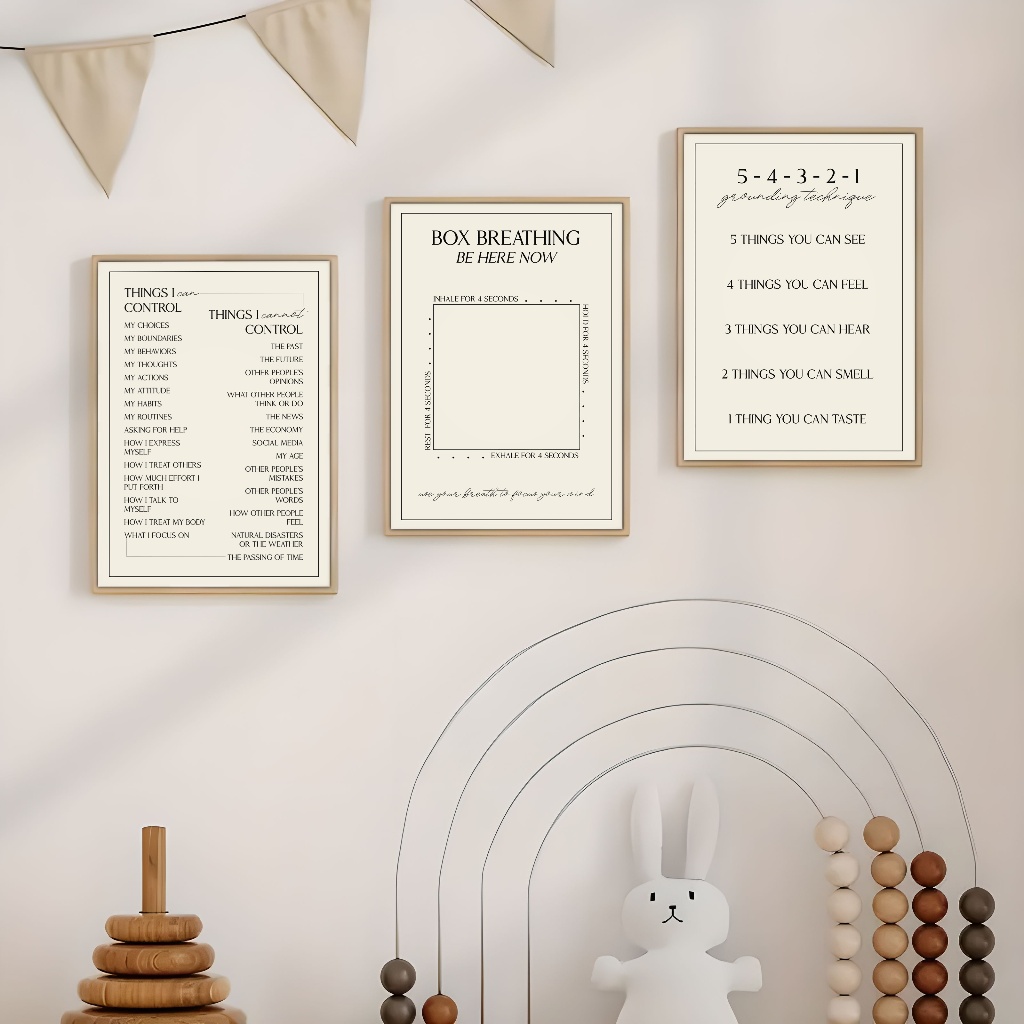 THINGS I can
CONTROL
MY CHOICES
MY BOUNDARIES
MY BEHAVIORS
MY THOUGHTS
MY ACTIONS
MY ATTITUDE
MY HABITS
MY ROUTINES
ASKING FOR HELP
HOW I EXPRESS
MYSELF
HOW I TREAT OTHERS
HOW MUCH EFFORT I
PUT FORTH
HOW I TALK TO
MYSELF
HOW I TREAT MY BODY
WHAT I FOCUS ON
THINGS I cannot
CONTROL
THE PAST
THE FUTURE
OTHER PEOPLE'S
OPINIONS
WHAT OTHER PEOPLE
THINK OR DO
THE NEWS
THE ECONOMY
SOCIAL MEDIA
MY AGE
OTHER PEOPLE'S
MISTAKES
OTHER PEOPLE'S
WORDS
HOW OTHER PEOPLE
FEEL
NATURAL DISASTERS
OR THE WEATHER
THE PASSING OF TIME
BOX BREATHING
BE HERE NOW
INHALE FOR 4 SECONDS
HOLD FOR 4 SECONDS
EXHALE FOR 4 SECONDS
REST FOR 4 SECONDS
use your breath to focus your mind
5 - 4 - 3 - 2 - 1
grounding technique
5 THINGS YOU CAN SEE
4 THINGS YOU CAN FEEL
3 THINGS YOU CAN HEAR
2 THINGS YOU CAN SMELL
1 THING YOU CAN TASTE